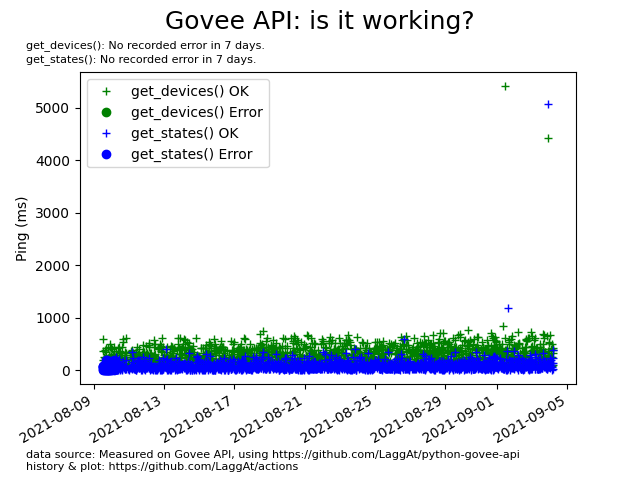 Govee API: is it working?
get_devices(): No recorded error in 7 days.
get_states(): No recorded error in 7 days.
get_devices() OK
get_devices() Error
get_states() OK
get_states() Error
Ping (ms)
5000
4000
3000
2000
1000
0
2021-08-09
2021-08-13
2021-08-17
2021-08-21
2021-08-25
2021-08-29
2021-09-01
2021-09-05
data source: Measured on Govee API, using https://github.com/LaggAt/python-govee-api
history & plot: https://github.com/LaggAt/actions